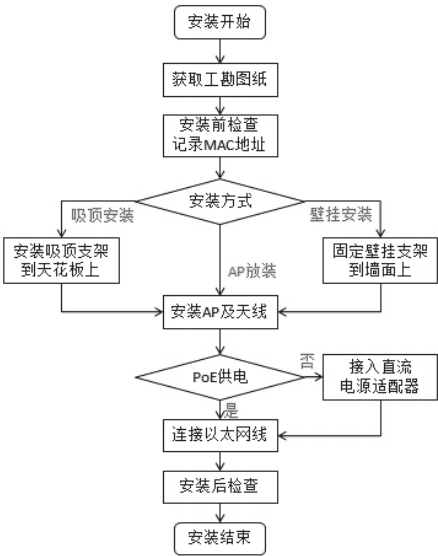 安装开始
获取工勘图纸
安装前检查
记录MAC地址
安装方式
吸顶安装
壁挂安装
安装吸顶支架
到天花板上
AP放装
固定壁挂支架
到墙面上
安装AP及天线
PoE供电
否
接入直流
电源适配器
是
连接以太网线
安装后检查
安装结束